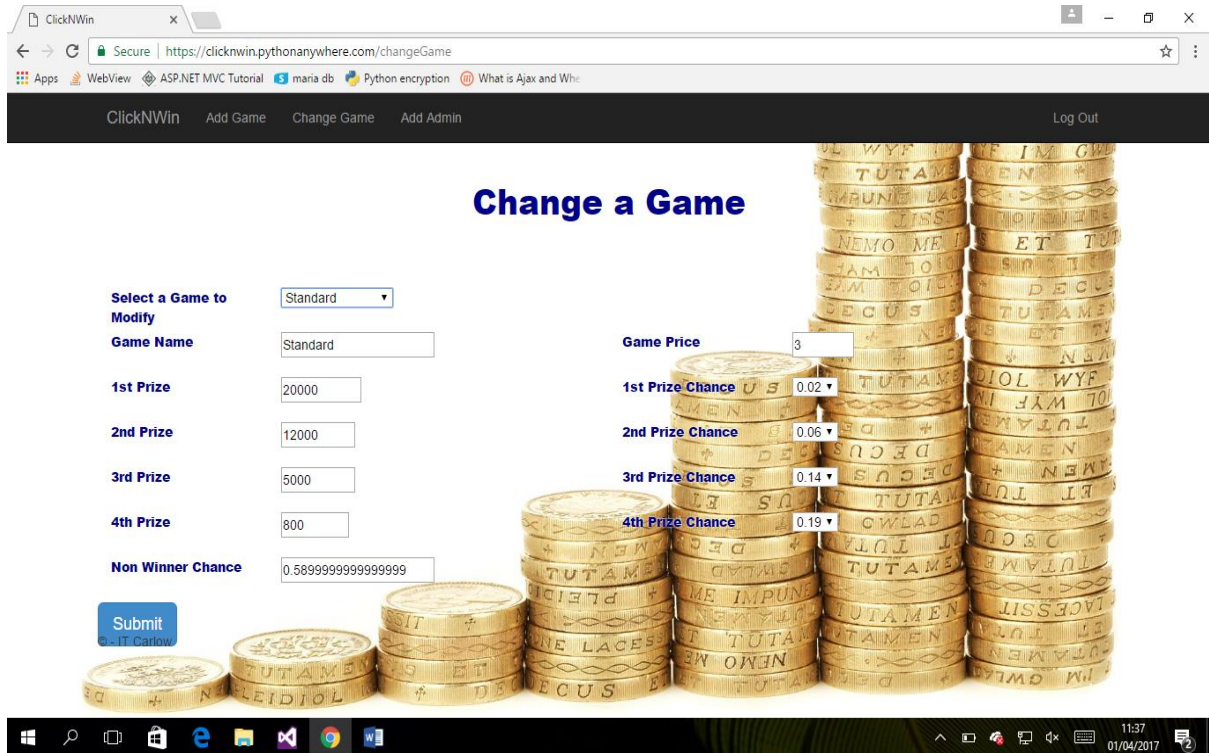 ClickNWin
Secure | https://clicknwin.pythonanywhere.com/changeGame
Apps WebView ASP.NET MVC Tutorial maria db Python encryption What is Ajax and Whe
ClickNWin Add Game Change Game Add Admin Log Out
Change a Game
Select a Game to Standard
Modify
Game Name Standard Game Price 3
1st Prize 20000 1st Prize Chance 0.02
2nd Prize 12000 2nd Prize Chance 0.06
3rd Prize 5000 3rd Prize Chance 0.14
4th Prize 800 4th Prize Chance 0.19
Non Winner Chance 0.5899999999999999
Submit
© - IT Carlow
11:37
01/04/2017